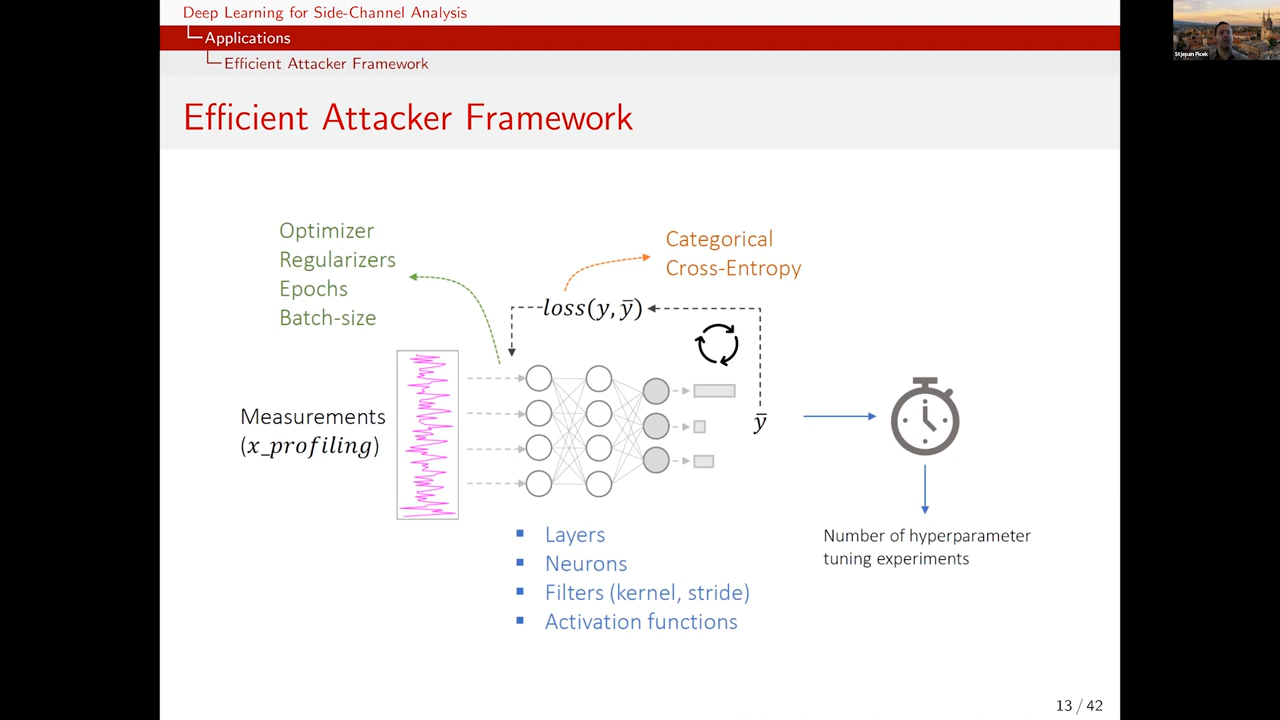 Deep Learning for Side-Channel Analysis
Applications
Efficient Attacker Framework
Stjepan Picek
Efficient Attacker Framework
Optimizer
Regularizers
Epochs
Batch-size
Categorical
Cross-Entropy
loss(y, ȳ)
Measurements
(x_profiling)
ȳ
Layers
Neurons
Filters (kernel, stride)
Activation functions
Number of hyperparameter
tuning experiments
13 / 42